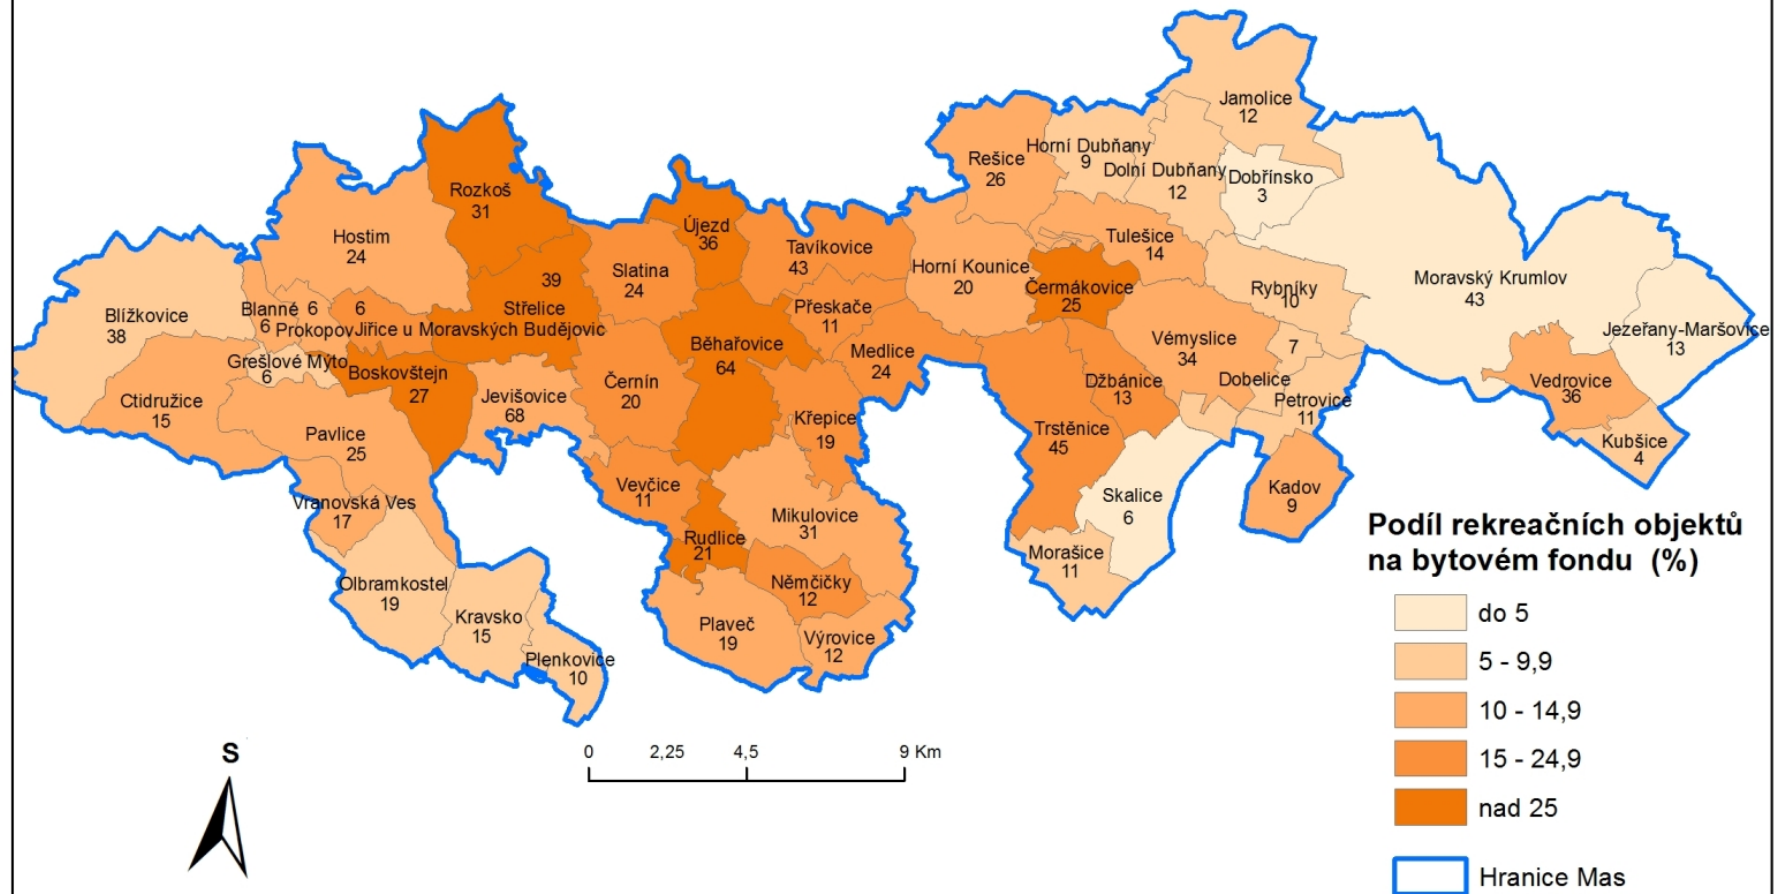 Jamolice
12
Horní Dubňany
9
Rešice
26
Dolní Dubňany
12
Dobřínsko
3
Rozkoš
31
Újezd
36
Hostim
24
Tavíkovice
43
Tulešice
14
Slatina
24
39
Střelice
Horní Kounice
20
Čermákovice
25
Rybníky
10
Moravský Krumlov
43
Blížkovice
38
Blanné
6
6
Prokopov
6
Jiřice u Moravských Budějovic
Přeskače
11
Jezeřany-Maršovice
13
Běhařovice
64
Medlice
24
Vémyslice
34
7
Dobelice
Grešlové Mýto
6
Boskovštejn
27
Černín
20
Džbánice
13
Vedrovice
36
Ctidružice
15
Jevišovice
68
Petrovice
11
Křepice
19
Trstěnice
45
Pavlice
25
Kubšice
4
Vevčice
11
Skalice
6
Kadov
9
Vranovská Ves
17
Mikulovice
31
Rudlice
21
Morašice
11
Olbramkostel
19
Němčičky
12
Kravsko
15
Plaveč
19
Výrovice
12
Plenkovice
10
S
0 2,25 4,5 9 Km
Podíl rekreačních objektů
na bytovém fondu (%)
do 5
5 - 9,9
10 - 14,9
15 - 24,9
nad 25
Hranice Mas